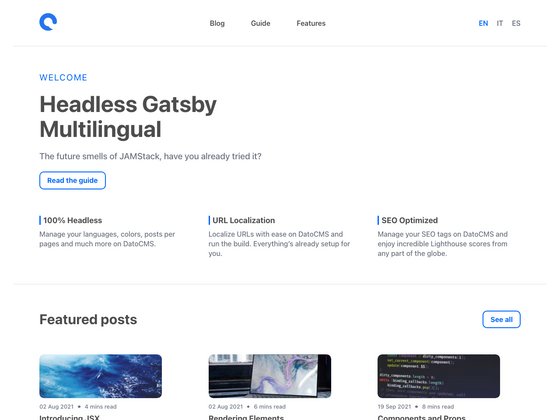 Blog Guide Features EN IT ES
WELCOME
Headless Gatsby
Multilingual
The future smells of JAMStack, have you already tried it?
Read the guide
100% Headless
Manage your languages, colors, posts per
pages and much more on DatoCMS.
URL Localization
Localize URLs with ease on DatoCMS and
run the build. Everything's already setup for
you.
SEO Optimized
Manage your SEO tags on DatoCMS and
enjoy incredible Lighthouse scores from
any part of the globe.
Featured posts
See all
02 Aug 2021 • 4 mins read
Introducing JSX
02 Aug 2021 • 6 mins read
Rendering Elements
19 Sep 2021 • 8 mins read
Components and Props